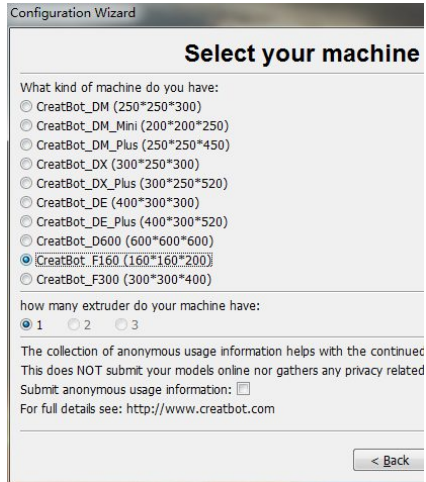 Configuration Wizard
Select your machine
What kind of machine do you have:
CreatBot_DM (250*250*300)
CreatBot_DM_Mini (200*200*250)
CreatBot_DM_Plus (250*250*450)
CreatBot_DX (300*250*300)
CreatBot_DX_Plus (300*250*520)
CreatBot_DE (400*300*300)
CreatBot_DE_Plus (400*300*520)
CreatBot_D600 (600*600*600)
CreatBot_F160 (160*160*200)
CreatBot_F300 (300*300*400)
how many extruder do your machine have:
1 2 3
The collection of anonymous usage information helps with the continued
This does NOT submit your models online nor gathers any privacy related
Submit anonymous usage information:
For full details see: http://www.creatbot.com
< Back